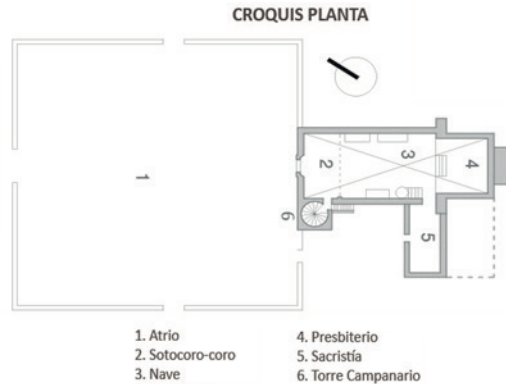 CROQUIS PLANTA
1
2
3
4
5
6
1. Atrio
2. Sotocoro-coro
3. Nave
4. Presbiterio
5. Sacristía
6. Torre Campanario